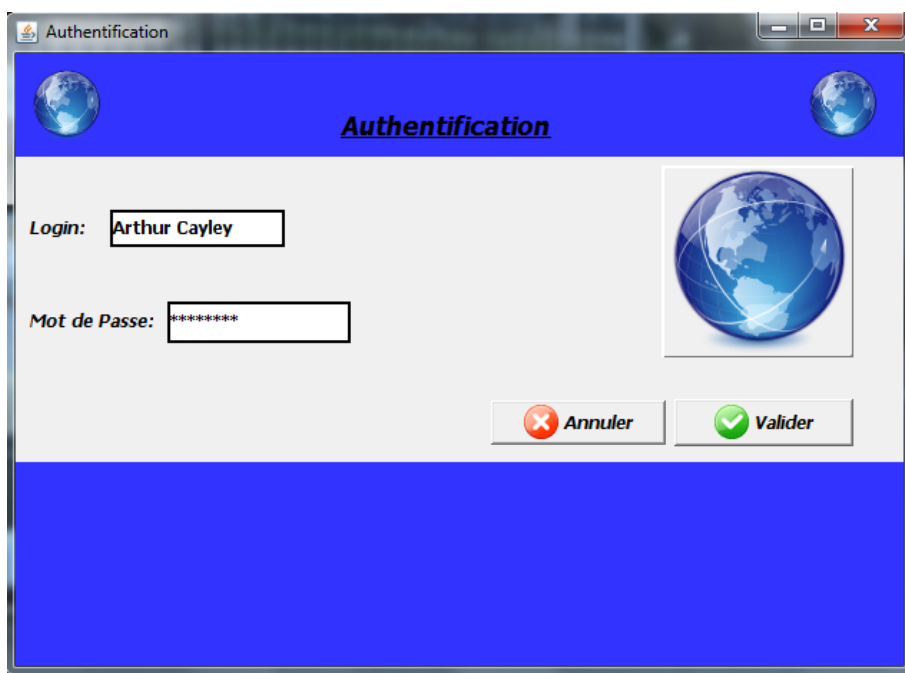 Authentification
Authentification
Login: Arthur Cayley
Mot de Passe: ********
Annuler Valider